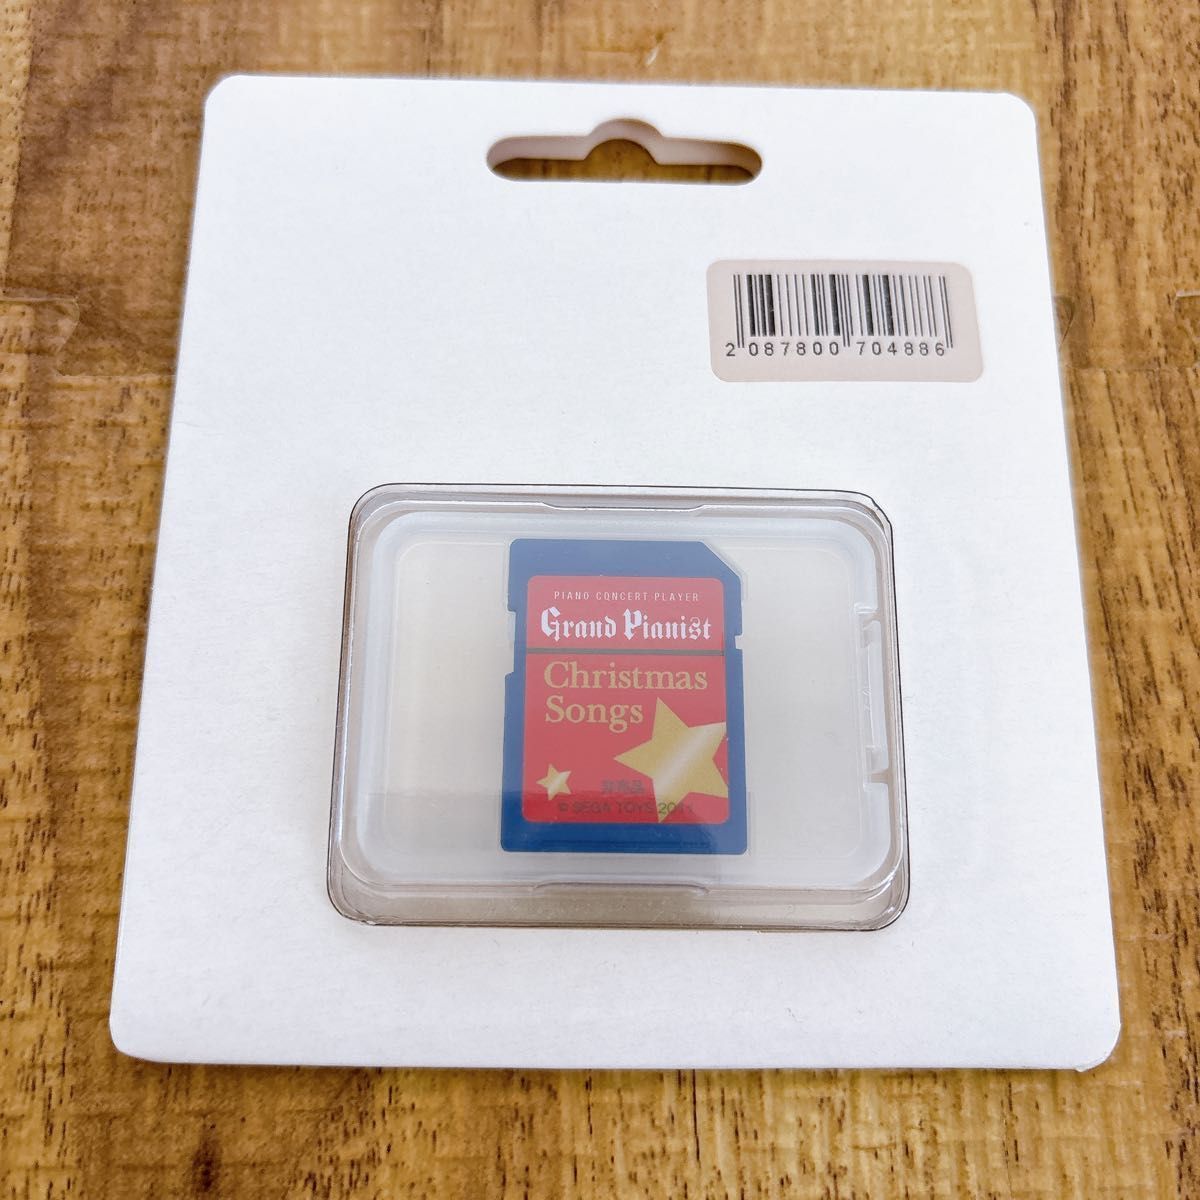 2 087800 704886
PIANO CONCERT PLAYER
Grand Pianist
Christmas
Songs
非売品
© SEGA TOYS